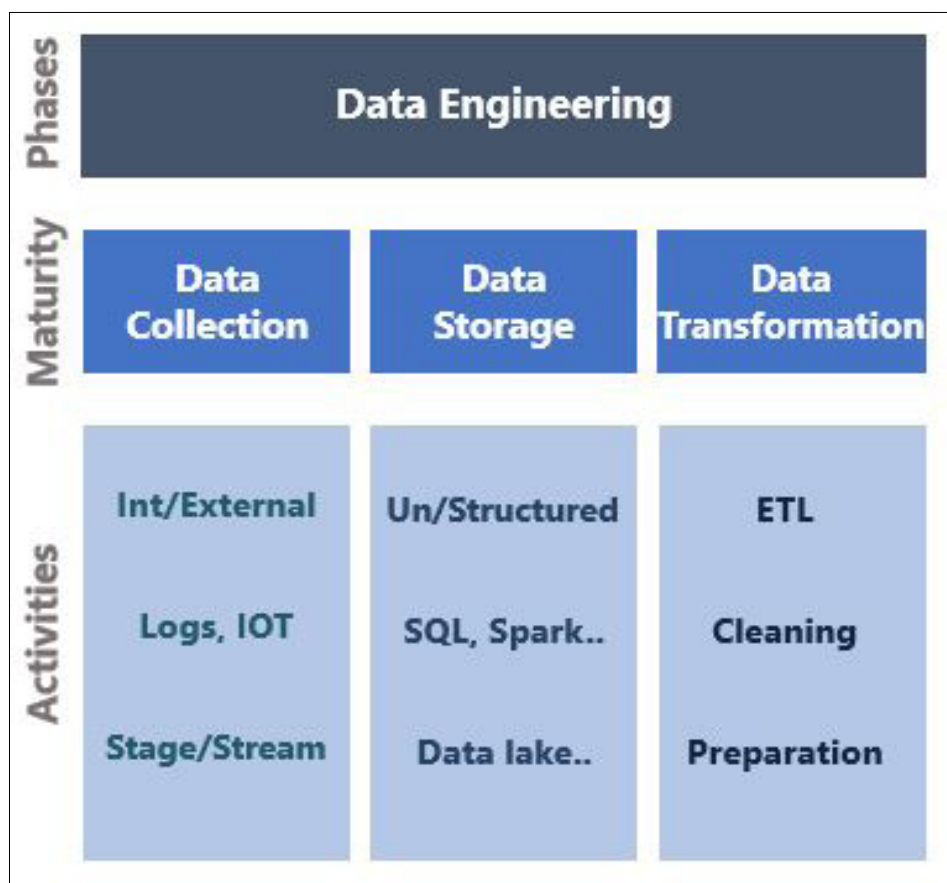 Phases
Data Engineering
Maturity
Data
Collection
Data
Storage
Data
Transformation
Activities
Int/External
Logs, IOT
Stage/Stream
Un/Structured
SQL, Spark..
Data lake..
ETL
Cleaning
Preparation